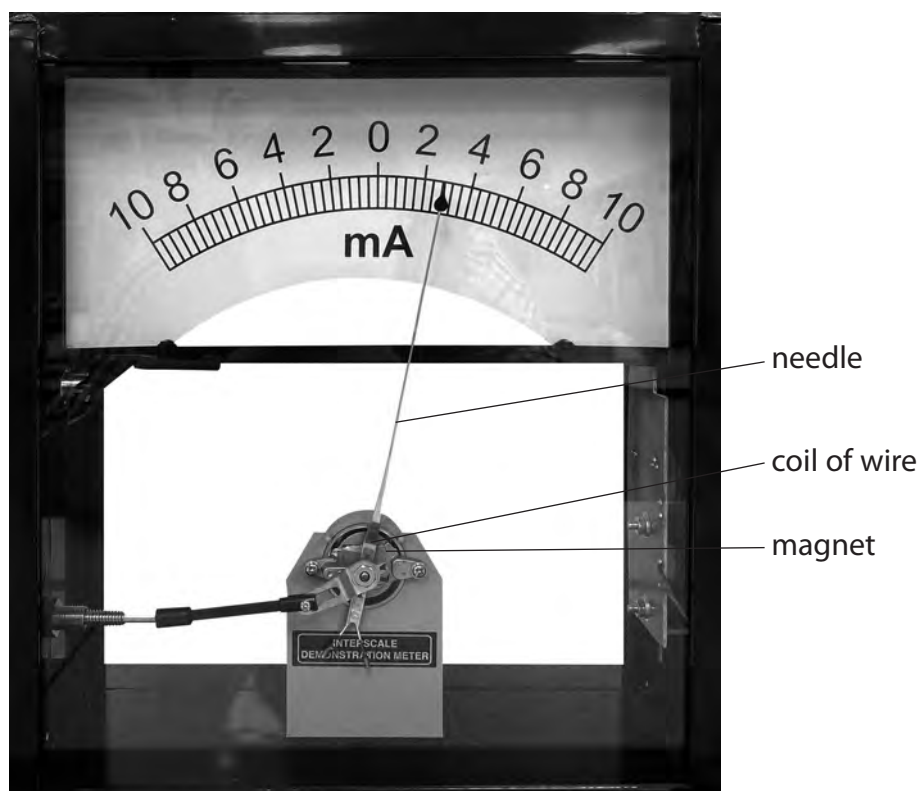 10 8 6 4 2 0 2 4 6 8 10
mA
needle
coil of wire
magnet
INTERSCALE
DEMONSTRATION METER